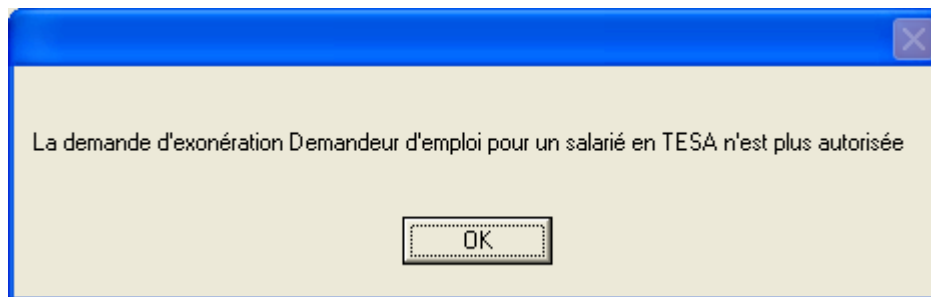 La demande d'exonération Demandeur d'emploi pour un salarié en TESA n'est plus autorisée
OK